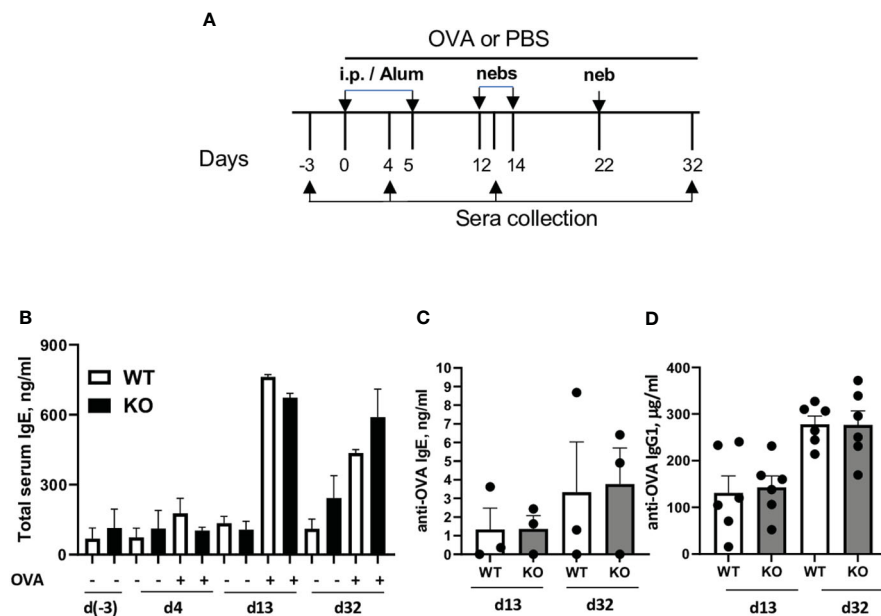 A
OVA or PBS
i.p. / Alum nebs neb
Days -3 0 4 5 12 14 22 32
Sera collection
B
Total serum IgE, ng/ml
900
600
300
0
WT
KO
OVA - - - - + + - - + + - - + +
d(-3) d4 d13 d32
C
anti-OVA IgE, ng/ml
10
9
8
7
6
5
4
3
2
1
0
WT KO WT KO
d13 d32
D
anti-OVA IgG1, µg/ml
400
300
200
100
0
WT KO WT KO
d13 d32